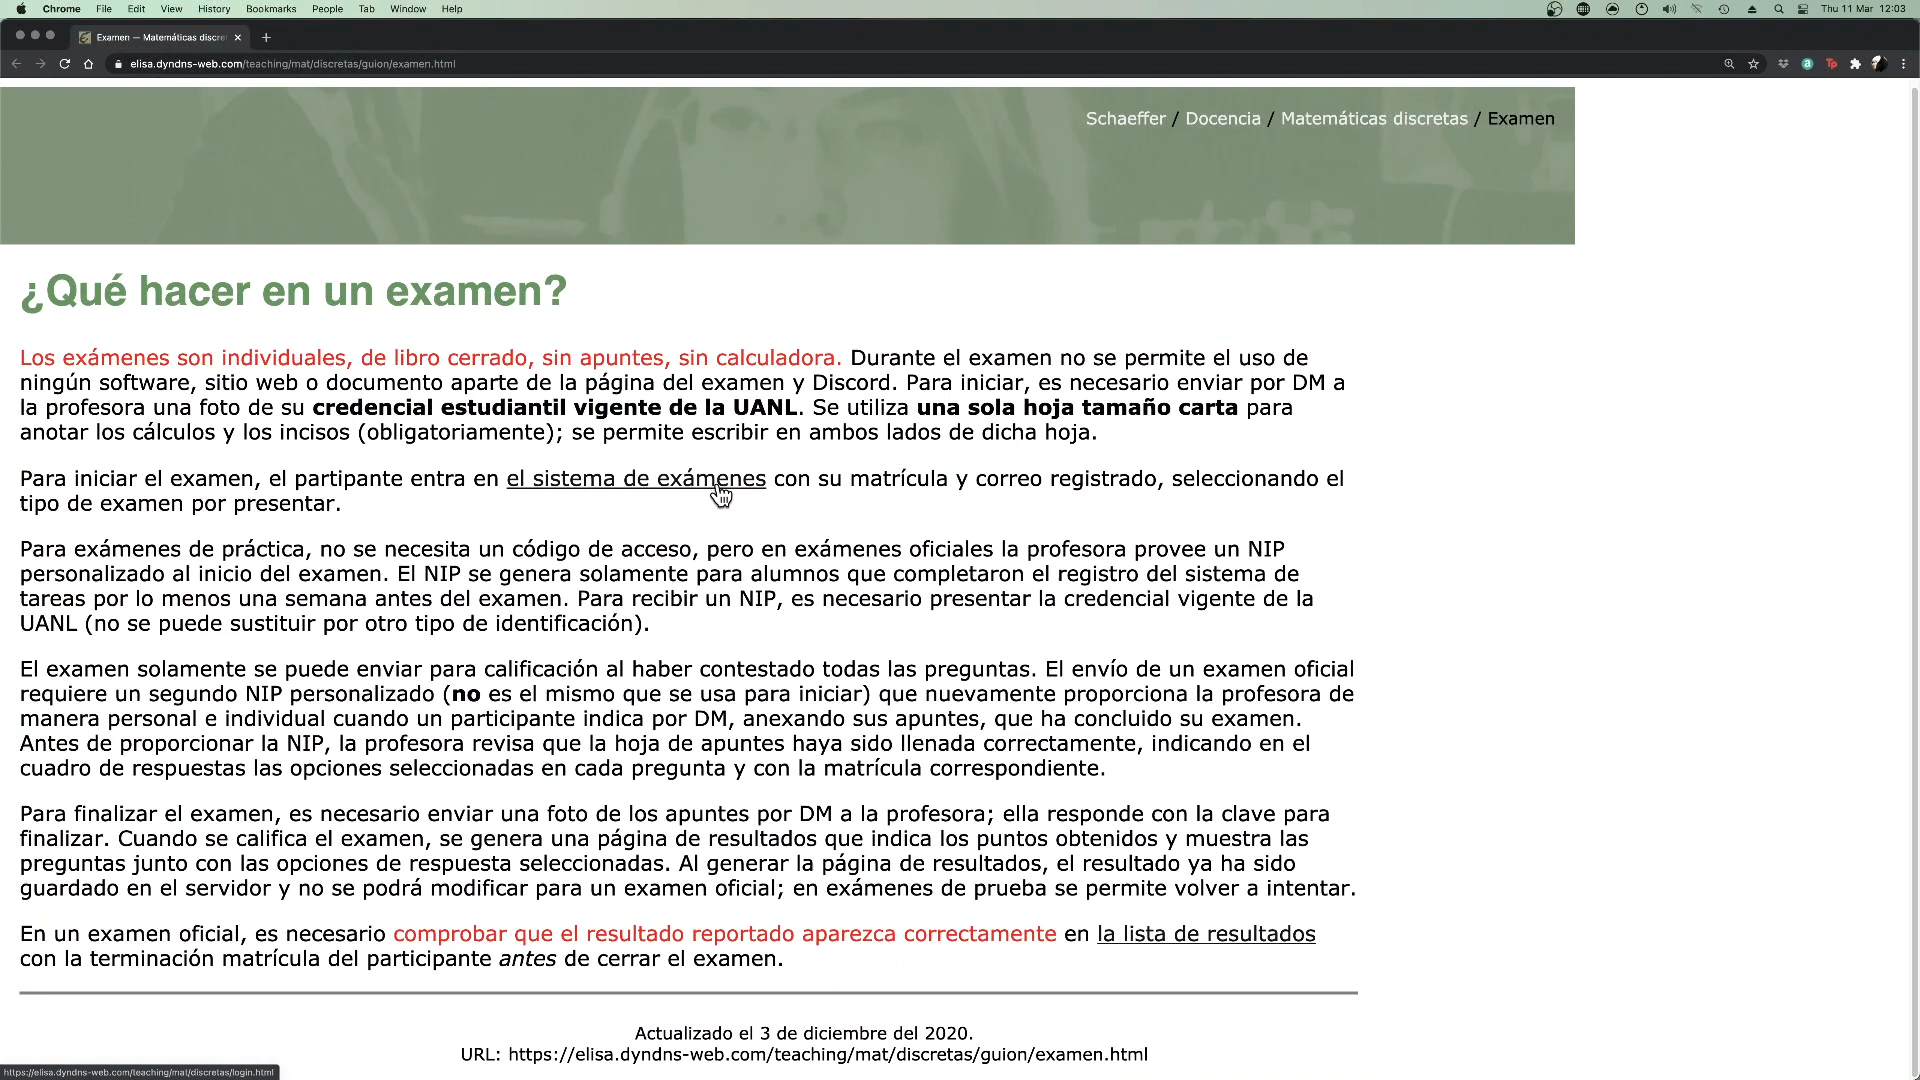 Chrome File Edit View History Bookmarks People Tab Window Help Thu 11 Mar 12:03
Examen — Matemáticas discre
elisa.dyndns-web.com/teaching/mat/discretas/guion/examen.html
Schaeffer / Docencia / Matemáticas discretas / Examen
¿Qué hacer en un examen?
Los exámenes son individuales, de libro cerrado, sin apuntes, sin calculadora. Durante el examen no se permite el uso de
ningún software, sitio web o documento aparte de la página del examen y Discord. Para iniciar, es necesario enviar por DM a
la profesora una foto de su credencial estudiantil vigente de la UANL. Se utiliza una sola hoja tamaño carta para
anotar los cálculos y los incisos (obligatoriamente); se permite escribir en ambos lados de dicha hoja.
Para iniciar el examen, el partipante entra en el sistema de exámenes con su matrícula y correo registrado, seleccionando el
tipo de examen por presentar.
Para exámenes de práctica, no se necesita un código de acceso, pero en exámenes oficiales la profesora provee un NIP
personalizado al inicio del examen. El NIP se genera solamente para alumnos que completaron el registro del sistema de
tareas por lo menos una semana antes del examen. Para recibir un NIP, es necesario presentar la credencial vigente de la
UANL (no se puede sustituir por otro tipo de identificación).
El examen solamente se puede enviar para calificación al haber contestado todas las preguntas. El envío de un examen oficial
requiere un segundo NIP personalizado (no es el mismo que se usa para iniciar) que nuevamente proporciona la profesora de
manera personal e individual cuando un participante indica por DM, anexando sus apuntes, que ha concluido su examen.
Antes de proporcionar la NIP, la profesora revisa que la hoja de apuntes haya sido llenada correctamente, indicando en el
cuadro de respuestas las opciones seleccionadas en cada pregunta y con la matrícula correspondiente.
Para finalizar el examen, es necesario enviar una foto de los apuntes por DM a la profesora; ella responde con la clave para
finalizar. Cuando se califica el examen, se genera una página de resultados que indica los puntos obtenidos y muestra las
preguntas junto con las opciones de respuesta seleccionadas. Al generar la página de resultados, el resultado ya ha sido
guardado en el servidor y no se podrá modificar para un examen oficial; en exámenes de prueba se permite volver a intentar.
En un examen oficial, es necesario comprobar que el resultado reportado aparezca correctamente en la lista de resultados
con la terminación matrícula del participante antes de cerrar el examen.
Actualizado el 3 de diciembre del 2020.
URL: https://elisa.dyndns-web.com/teaching/mat/discretas/guion/examen.html
https://elisa.dyndns-web.com/teaching/mat/discretas/login.html